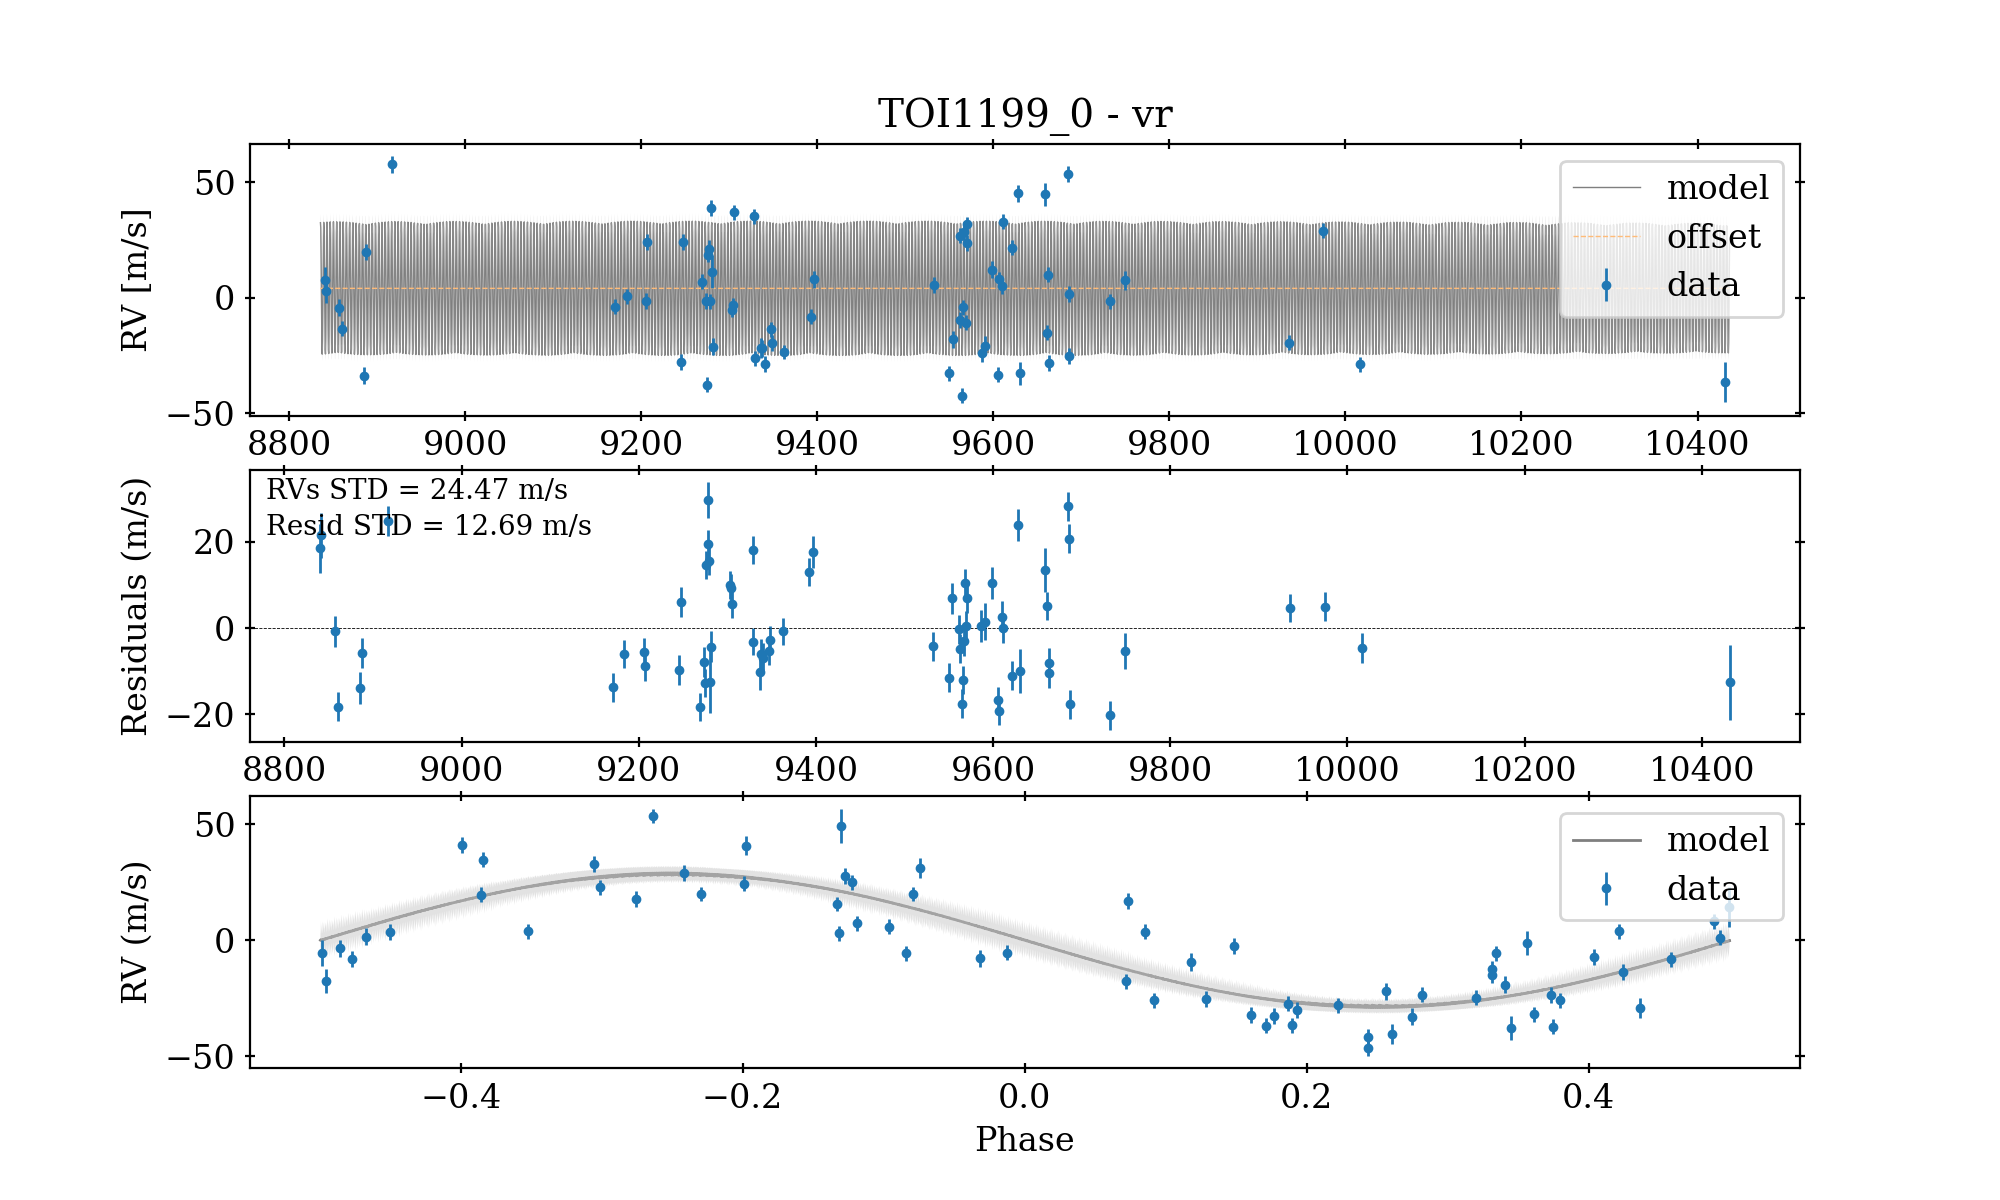 TOI1199_0 - vr
RV [m/s]
50
0
−50
model
offset
data
8800 9000 9200 9400 9600 9800 10000 10200 10400
Residuals (m/s)
20
0
−20
RVs STD = 24.47 m/s
Resid STD = 12.69 m/s
8800 9000 9200 9400 9600 9800 10000 10200 10400
RV (m/s)
50
0
−50
model
data
−0.4 −0.2 0.0 0.2 0.4
Phase